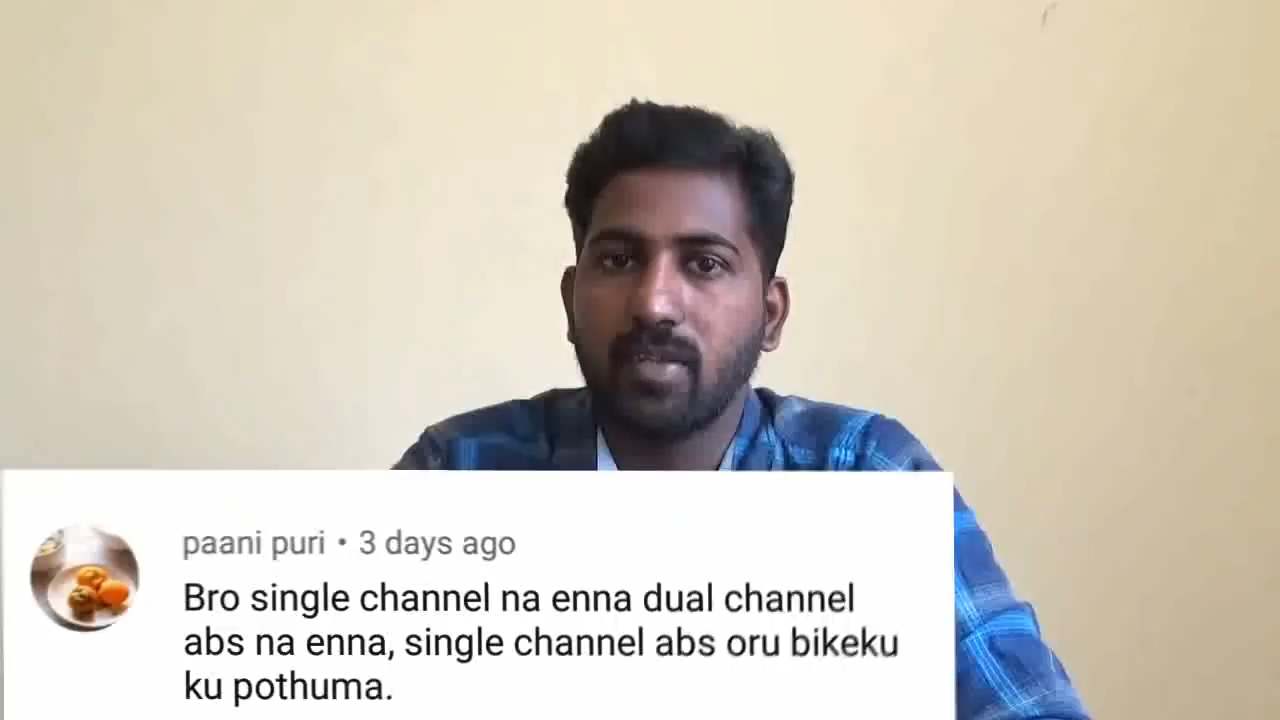 paani puri • 3 days ago
Bro single channel na enna dual channel
abs na enna, single channel abs oru bikeku
ku pothuma.